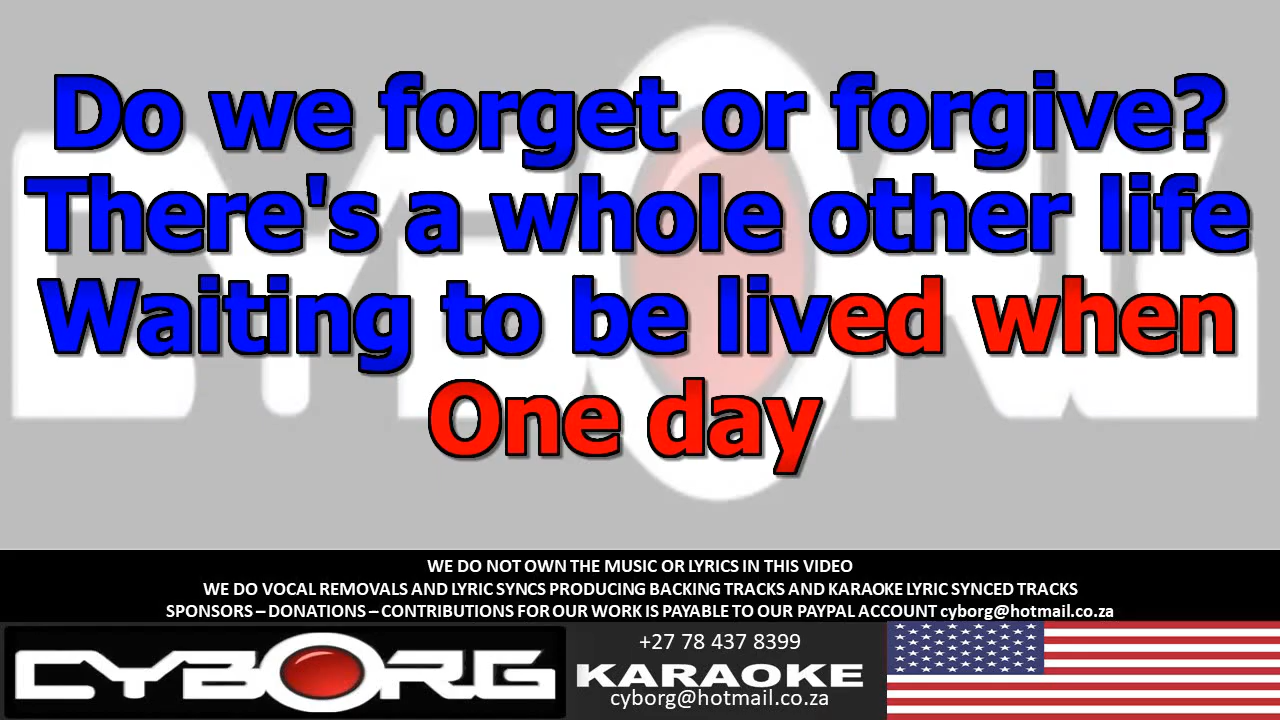 Do we forget or forgive?
There's a whole other life
Waiting to be lived when
One day
WE DO NOT OWN THE MUSIC OR LYRICS IN THIS VIDEO
WE DO VOCAL REMOVALS AND LYRIC SYNCS PRODUCING BACKING TRACKS AND KARAOKE LYRIC SYNCED TRACKS
SPONSORS – DONATIONS – CONTRIBUTIONS FOR OUR WORK IS PAYABLE TO OUR PAYPAL ACCOUNT cyborg@hotmail.co.za
CYBORG
+27 78 437 8399
KARAOKE
cyborg@hotmail.co.za